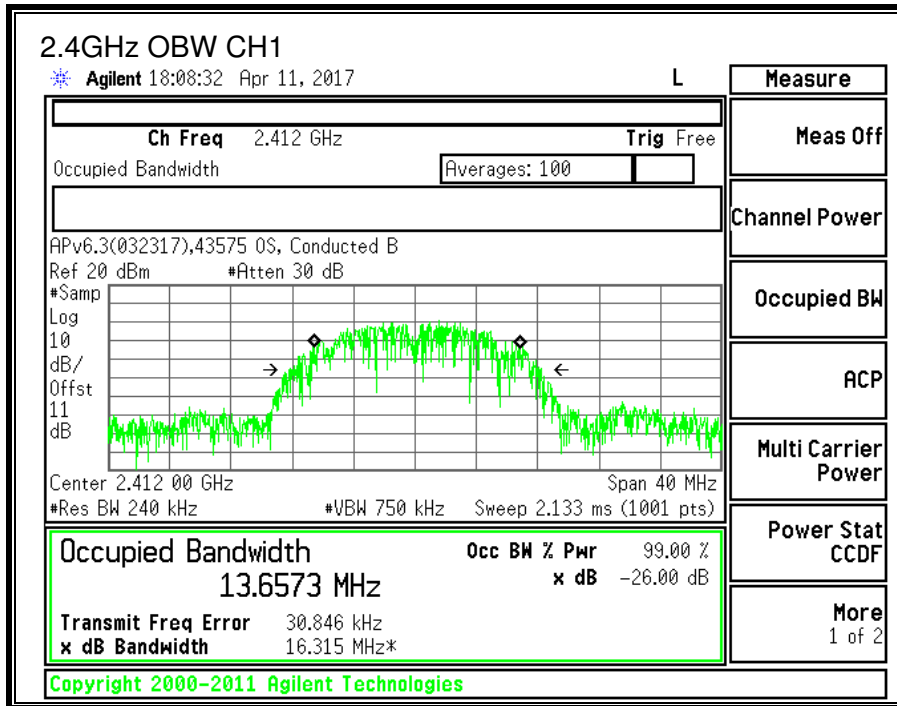 2.4GHz OBW CH1
Agilent 18:08:32 Apr 11, 2017 L
Ch Freq 2.412 GHz Trig Free
Occupied Bandwidth Averages: 100
APv6.3(032317),43575 OS, Conducted B
Ref 20 dBm #Atten 30 dB
#Samp
Log
10
dB/
Offst
11
dB
Center 2.412 00 GHz Span 40 MHz
#Res BW 240 kHz #VBW 750 kHz Sweep 2.133 ms (1001 pts)
Occupied Bandwidth Occ BW % Pwr 99.00 %
13.6573 MHz x dB -26.00 dB
Transmit Freq Error 30.846 kHz
x dB Bandwidth 16.315 MHz*
Copyright 2000-2011 Agilent Technologies
Measure
Meas Off
Channel Power
Occupied BW
ACP
Multi Carrier
Power
Power Stat
CCDF
More
1 of 2